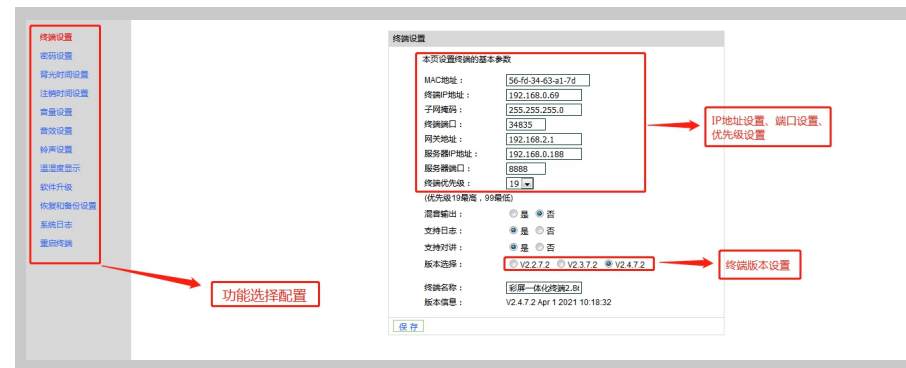 终端设置
密码设置
背光时间设置
注销时间设置
音量设置
音效设置
铃声设置
温湿度显示
软件升级
恢复和备份设置
系统日志
重启终端
功能选择配置
终端设置
本页设置终端的基本参数
MAC地址： 56-fd-34-63-a1-7d
终端IP地址： 192.168.0.69
子网掩码： 255.255.255.0
终端端口： 34835
网关地址： 192.168.2.1
服务器IP地址： 192.168.0.188
服务器端口： 8888
终端优先级： 19
(优先级19最高，99最低)
混音输出： 是 否
支持日志： 是 否
支持对讲： 是 否
版本选择： V2.2.7.2 V2.3.7.2 V2.4.7.2
终端名称： 彩屏一体化终端2.8t
版本信息： V2.4.7.2 Apr 1 2021 10:18:32
保 存
IP地址设置、端口设置、
优先级设置
终端版本设置